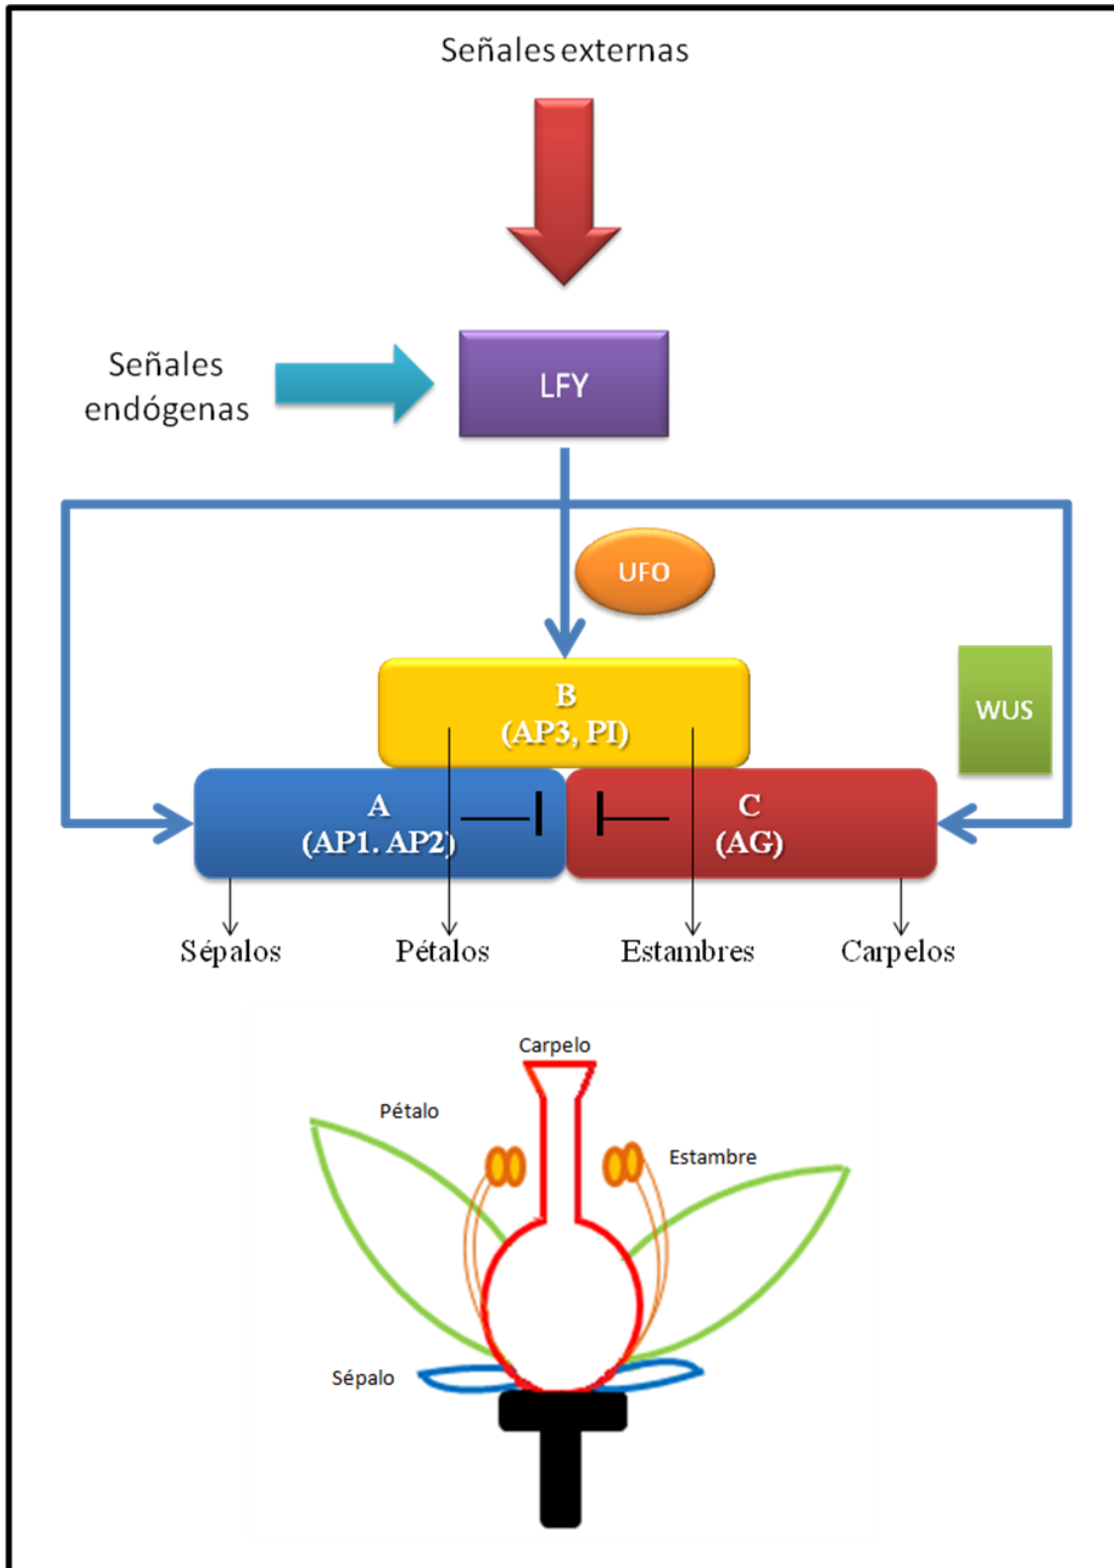 Señales externas
Señales
endógenas
LFY
UFO
B
(AP3, PI)
WUS
A
(AP1. AP2)
C
(AG)
Sépalos
Pétalos
Estambres
Carpelos
Carpelo
Pétalo
Estambre
Sépalo